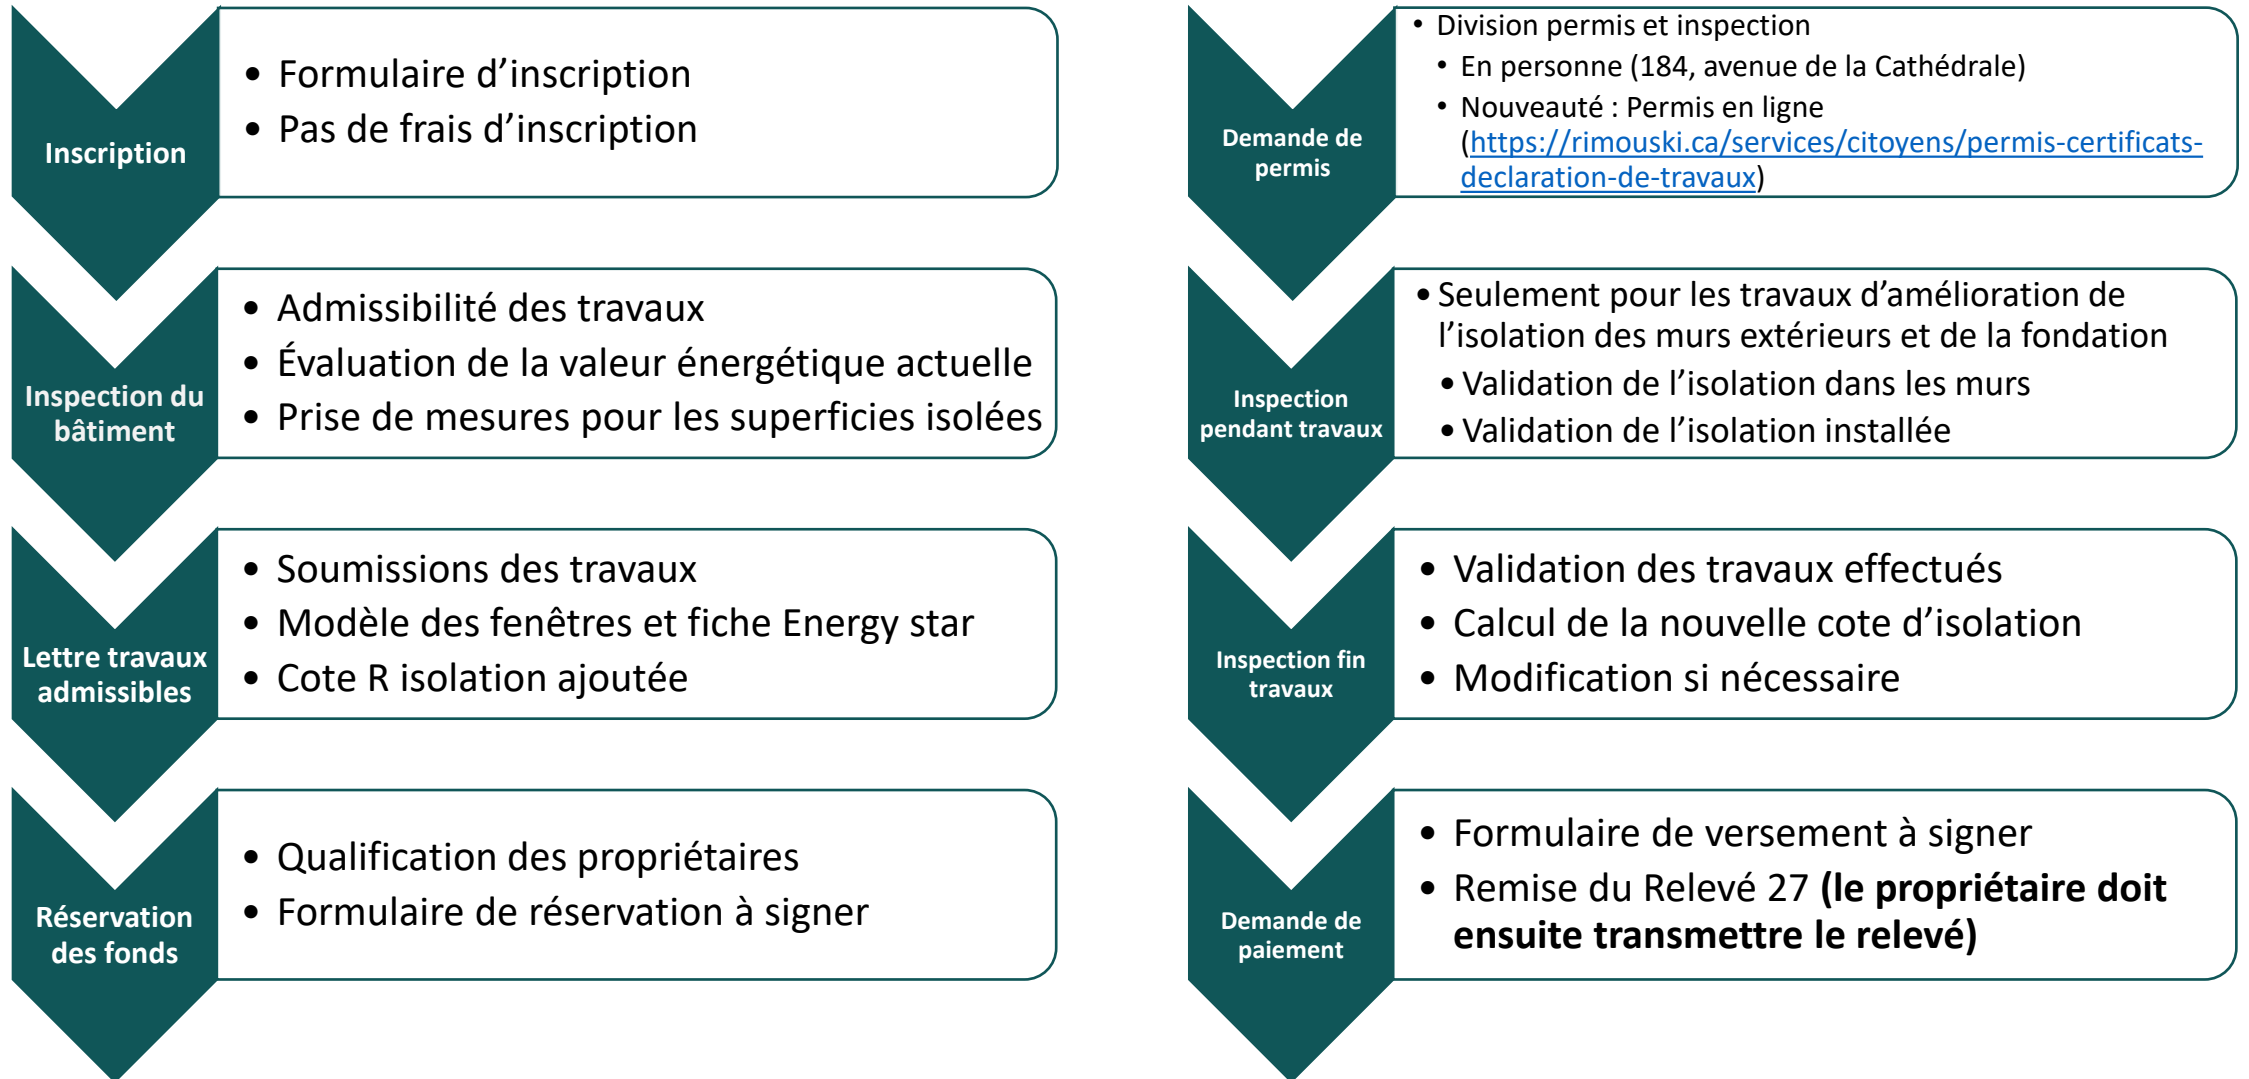 Inscription
• Formulaire d’inscription
• Pas de frais d’inscription
Inspection du
bâtiment
• Admissibilité des travaux
• Évaluation de la valeur énergétique actuelle
• Prise de mesures pour les superficies isolées
Lettre travaux
admissibles
• Soumissions des travaux
• Modèle des fenêtres et fiche Energy star
• Cote R isolation ajoutée
Réservation
des fonds
• Qualification des propriétaires
• Formulaire de réservation à signer
Demande de
permis
• Division permis et inspection
• En personne (184, avenue de la Cathédrale)
• Nouveauté : Permis en ligne
(https://rimouski.ca/services/citoyens/permis-certificats-
declaration-de-travaux)
Inspection
pendant travaux
• Seulement pour les travaux d’amélioration de
l’isolation des murs extérieurs et de la fondation
• Validation de l’isolation dans les murs
• Validation de l’isolation installée
Inspection fin
travaux
• Validation des travaux effectués
• Calcul de la nouvelle cote d’isolation
• Modification si nécessaire
Demande de
paiement
• Formulaire de versement à signer
• Remise du Relevé 27 (le propriétaire doit
ensuite transmettre le relevé)